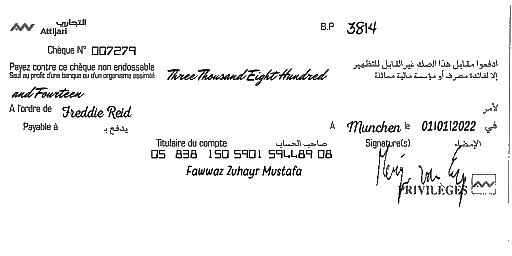 التجاري
Attijari
B.P 3814
Chèque N° 007279
Payez contre ce chèque non endossable
Sauf au profit d'une banque ou d'un organisme assimilé
Three Thousand Eight Hundred
ادفعوا مقابل هذا الصك غير القابل للتظهير
إلا لفائدة مصرف أو مؤسسة مالية مماثلة
and Fourteen
A l'ordre de Freddie Reid
لأمر
Payable à يدفع بـ
A Munchen le 01/01/2022 في
Titulaire du compte صاحب الحساب
Signature(s) الإمضاء
05 838 150 5901 594489 08
Fawwaz Zuhayr Mustafa
PRIVILÈGES